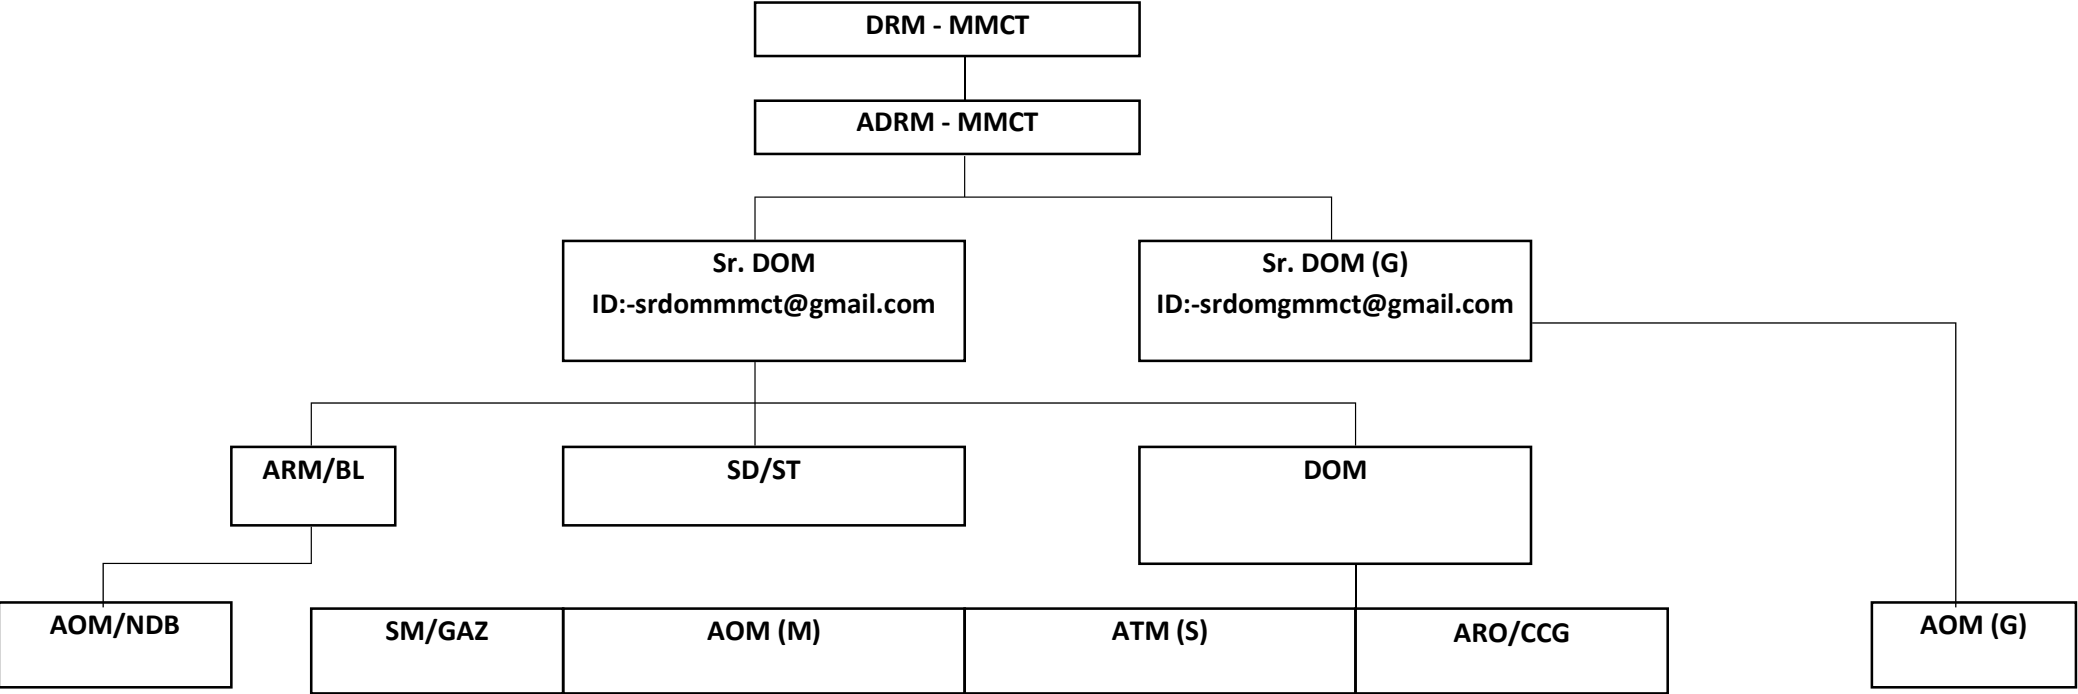 DRM - MMCT
ADRM - MMCT
Sr. DOM
ID:-srdommmct@gmail.com
Sr. DOM (G)
ID:-srdomgmmct@gmail.com
ARM/BL
SD/ST
DOM
AOM/NDB
SM/GAZ
AOM (M)
ATM (S)
ARO/CCG
AOM (G)